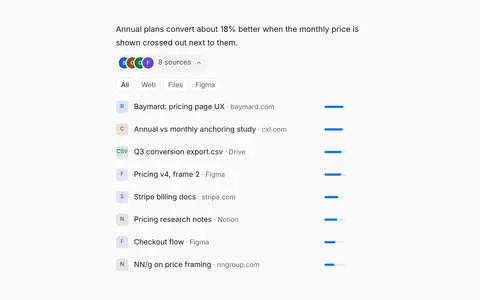 Annual plans convert about 18% better when the monthly price is
shown crossed out next to them.
B C C F 8 sources
All Web Files Figma
B Baymard: pricing page UX · baymard.com
C Annual vs monthly anchoring study · cxl.com
CSV Q3 conversion export.csv · Drive
F Pricing v4, frame 2 · Figma
S Stripe billing docs · stripe.com
N Pricing research notes · Notion
F Checkout flow · Figma
N NN/g on price framing · nngroup.com